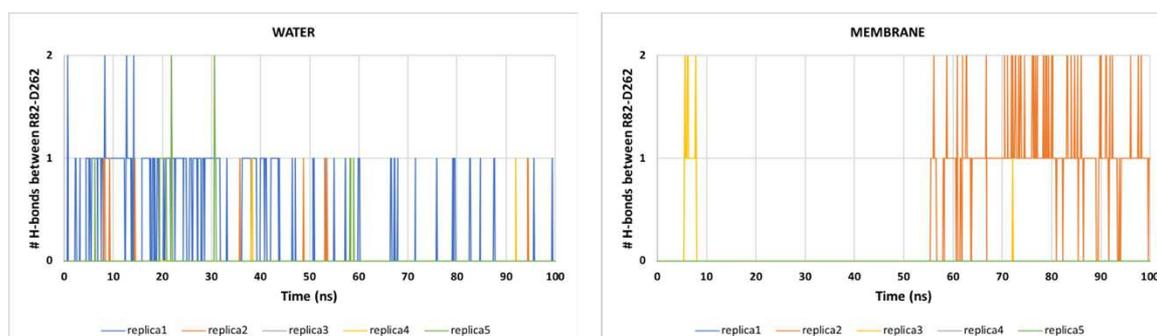 WATER
# H-bonds between R82-D262
2
1
0
0 10 20 30 40 50 60 70 80 90 100
Time (ns)
replica1 replica2 replica3 replica4 replica5
MEMBRANE
# H-bonds between R82-D262
2
1
0
0 10 20 30 40 50 60 70 80 90 100
Time (ns)
replica1 replica2 replica3 replica4 replica5